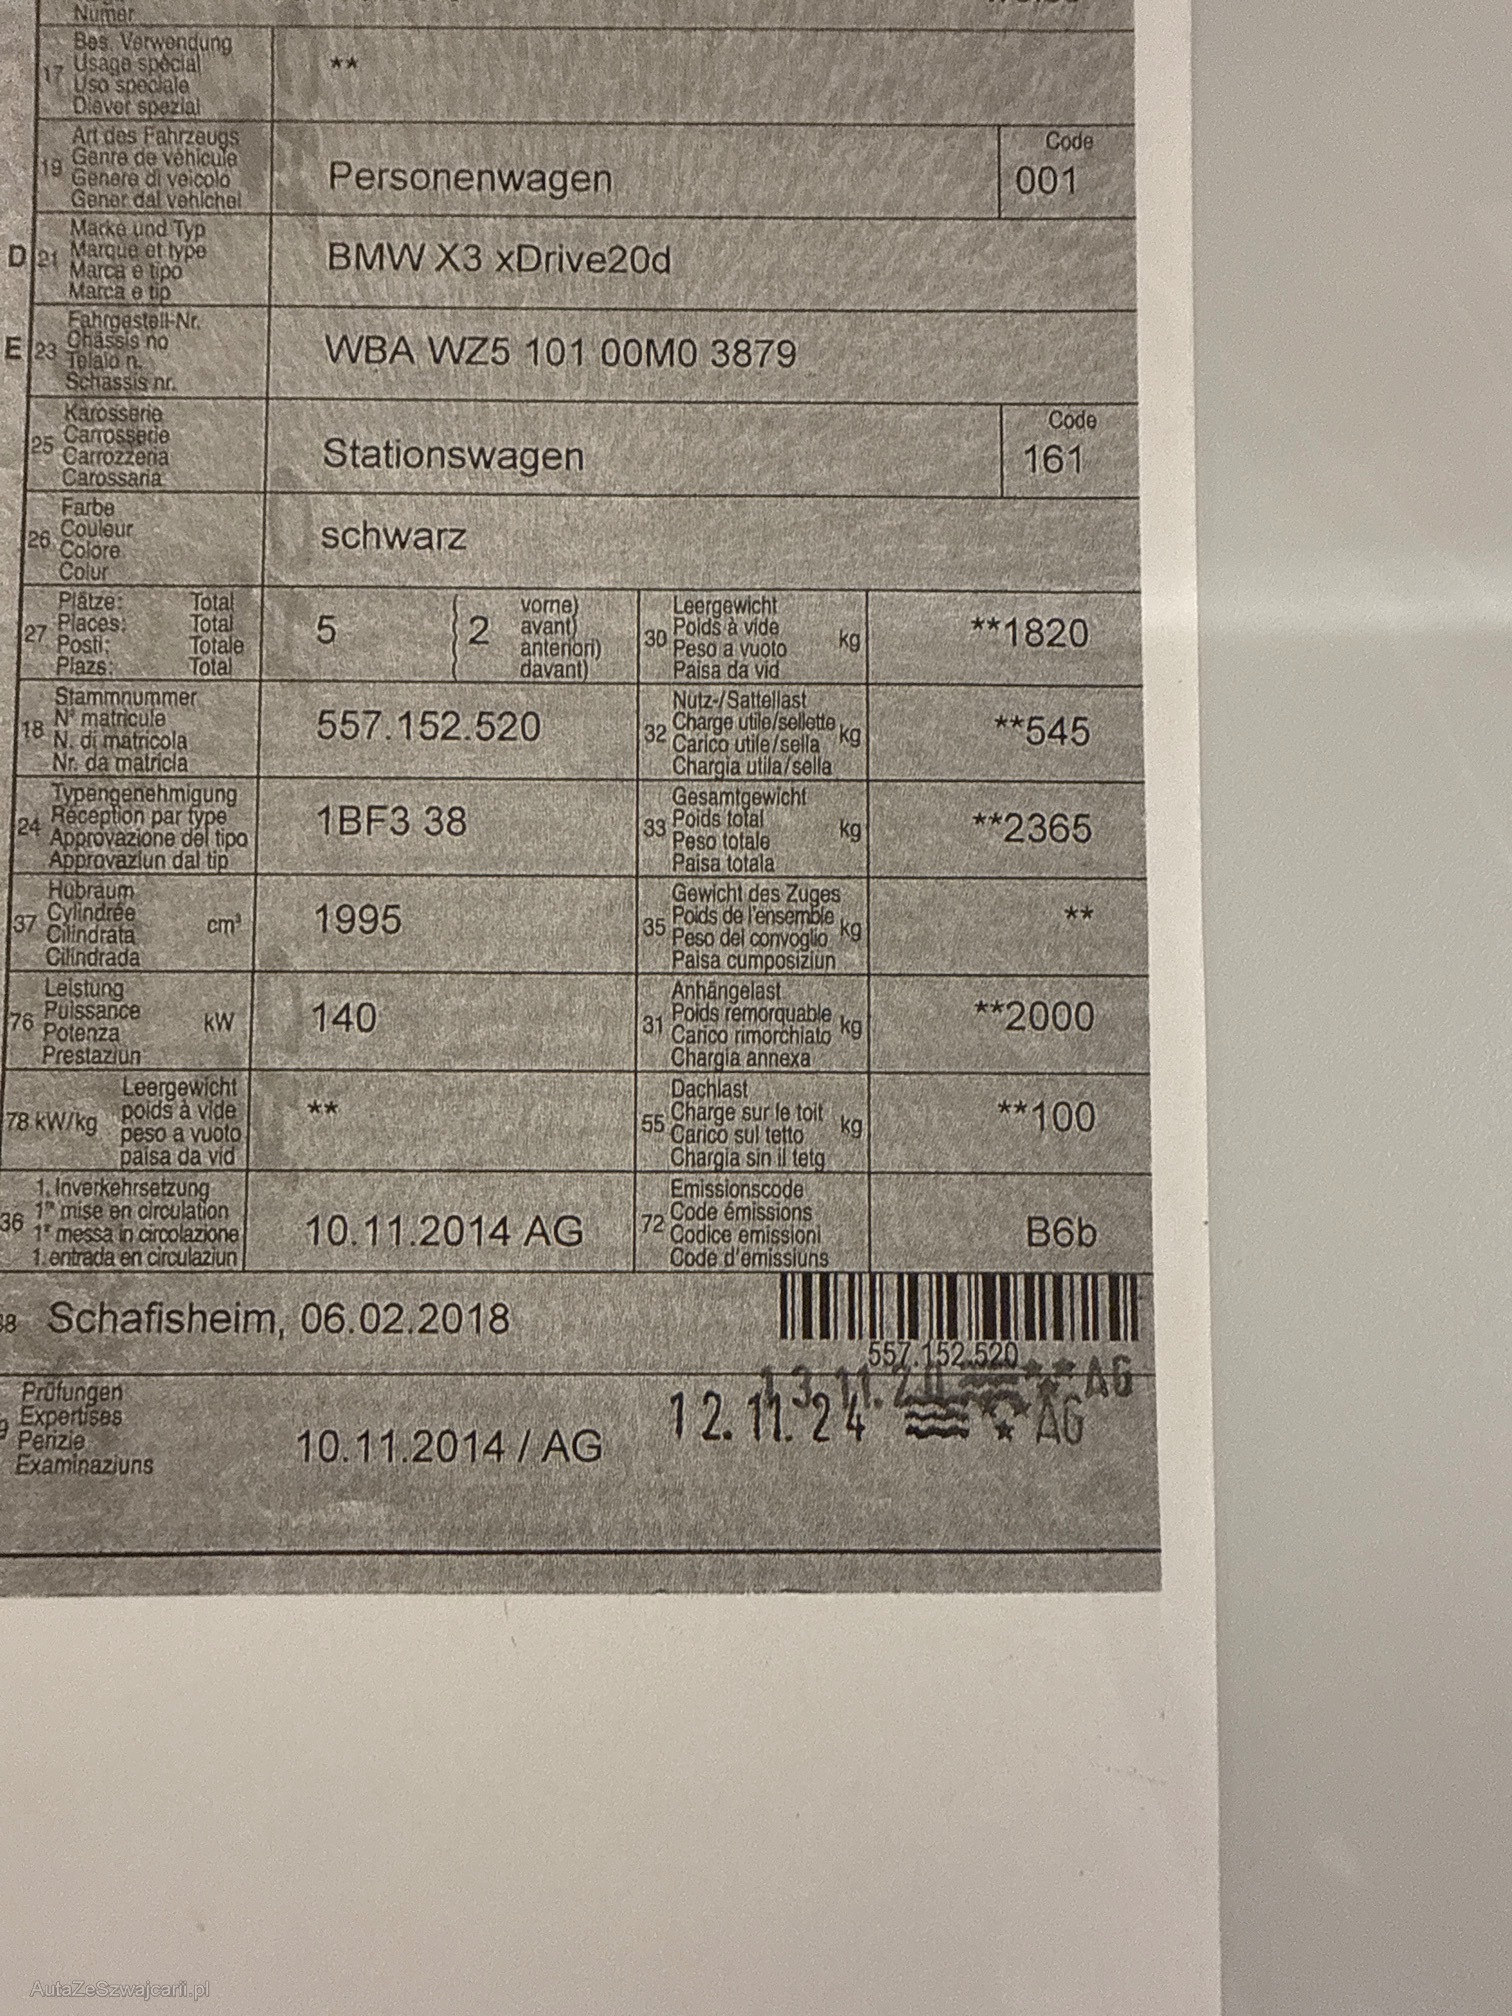 Numer
17 Bes. Verwendung
Usage spécial
Uso speciale
Diever spezial
**
19 Art des Fahrzeugs
Genre de véhicule
Genere di veicolo
Gener dal vehichel
Personenwagen
Code
001
D 21 Marke und Typ
Marque et type
Marca e tipo
Marca e tip
BMW X3 xDrive20d
E 23 Fahrgestell-Nr.
Châssis no
Telaio n.
Schassis nr.
WBA WZ5 101 00M0 3879
25 Karosserie
Carrosserie
Carrozzeria
Carossaria
Stationswagen
Code
161
26 Farbe
Couleur
Colore
Colur
schwarz
27 Plätze: Total
Places: Total
Posti: Totale
Plazs: Total
5 ( 2 vorne)
avant)
anteriori)
davant)
30 Leergewicht
Poids à vide
Peso a vuoto
Paisa da vid
kg
**1820
18 Stammnummer
N° matricule
N. di matricola
Nr. da matricla
557.152.520
32 Nutz-/Sattellast
Charge utile/sellette
Carico utile/sella
Chargia utila/sella
kg
**545
24 Typengenehmigung
Réception par type
Approvazione del tipo
Approvaziun dal tip
1BF3 38
33 Gesamtgewicht
Poids total
Peso totale
Paisa totala
kg
**2365
37 Hubraum
Cylindrée
Cilindrata
Cilindrada
cm³
1995
35 Gewicht des Zuges
Poids de l'ensemble
Peso del convoglio
Paisa cumposiziun
kg
**
76 Leistung
Puissance
Potenza
Prestaziun
kW
140
31 Anhängelast
Poids remorquable
Carico rimorchiato
Chargia annexa
kg
**2000
78 kW/kg Leergewicht
poids à vide
peso a vuoto
paisa da vid
**
55 Dachlast
Charge sur le toit
Carico sul tetto
Chargia sin il tetg
kg
**100
36 1. Inverkehrsetzung
1re mise en circulation
1a messa in circolazione
1. entrada en circulaziun
10.11.2014 AG
72 Emissionscode
Code émissions
Codice emissioni
Code d'emissiuns
B6b
Schafisheim, 06.02.2018
557.152.520
AG
Prüfungen
Expertises
Perizie
Examinaziuns
10.11.2014 / AG
12.11.24 AG
AutaZeSzwajcarii.pl